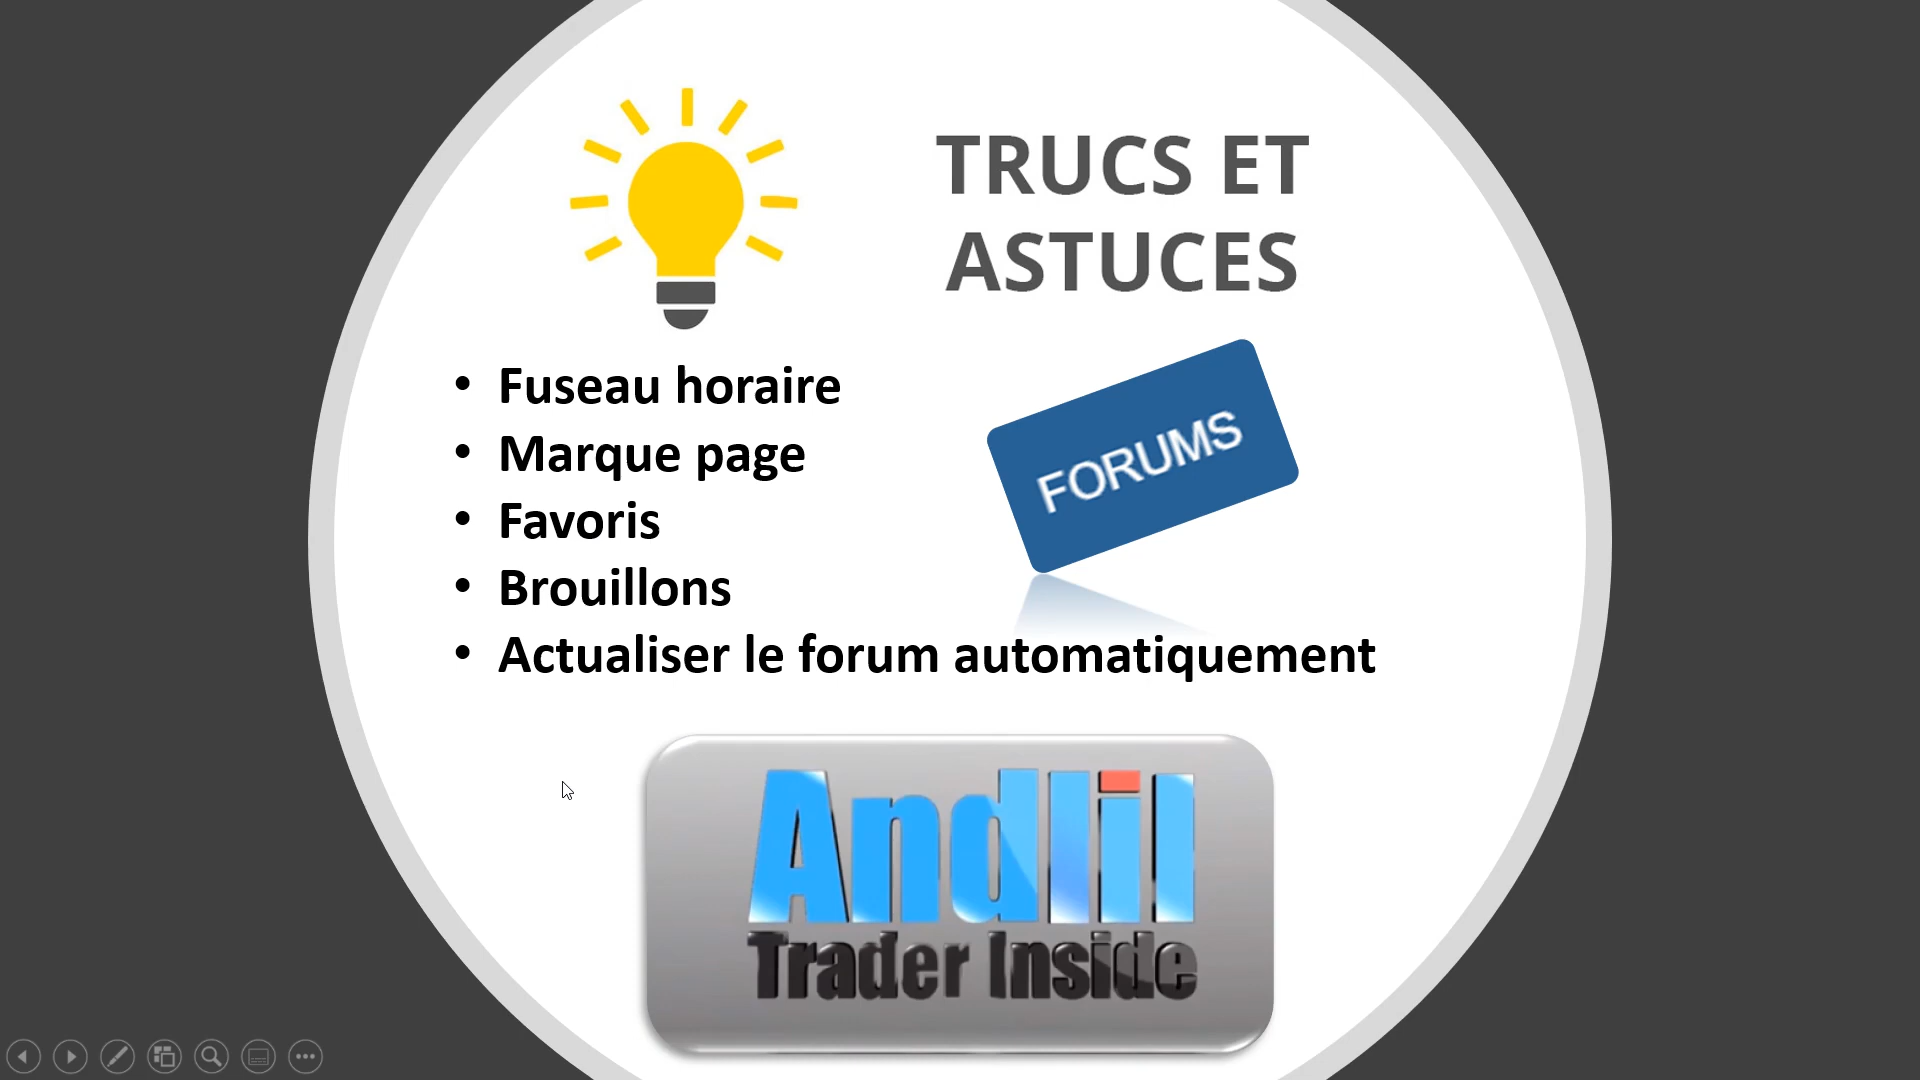 TRUCS ET
ASTUCES
• Fuseau horaire
• Marque page
• Favoris
• Brouillons
• Actualiser le forum automatiquement
FORUMS
Andlil
Trader Inside